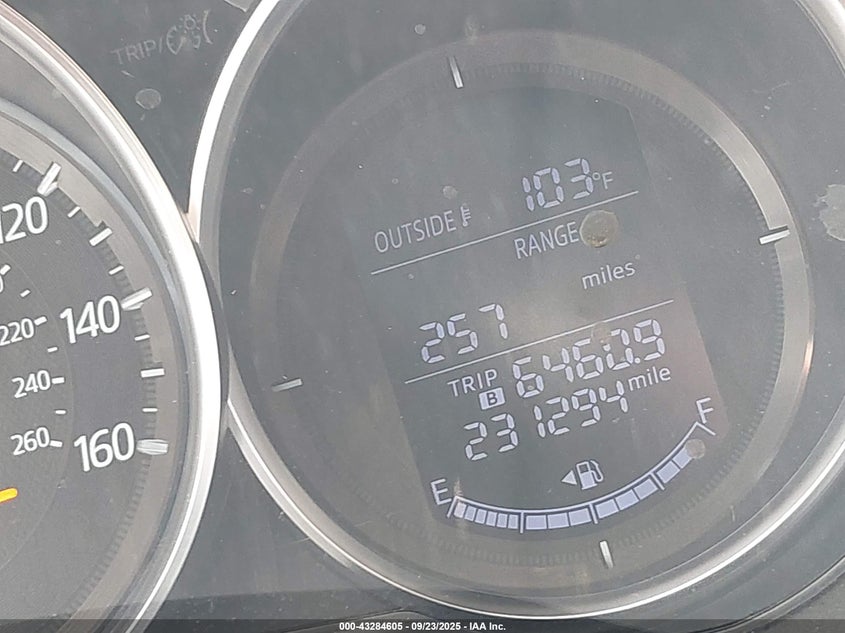 TRIP/
120
140
160
220
240
260
OUTSIDE 103°F
RANGE
miles
257
TRIP B 6460.9
231294 mile
E F
000-43284605 - 09/23/2025 - IAA Inc.